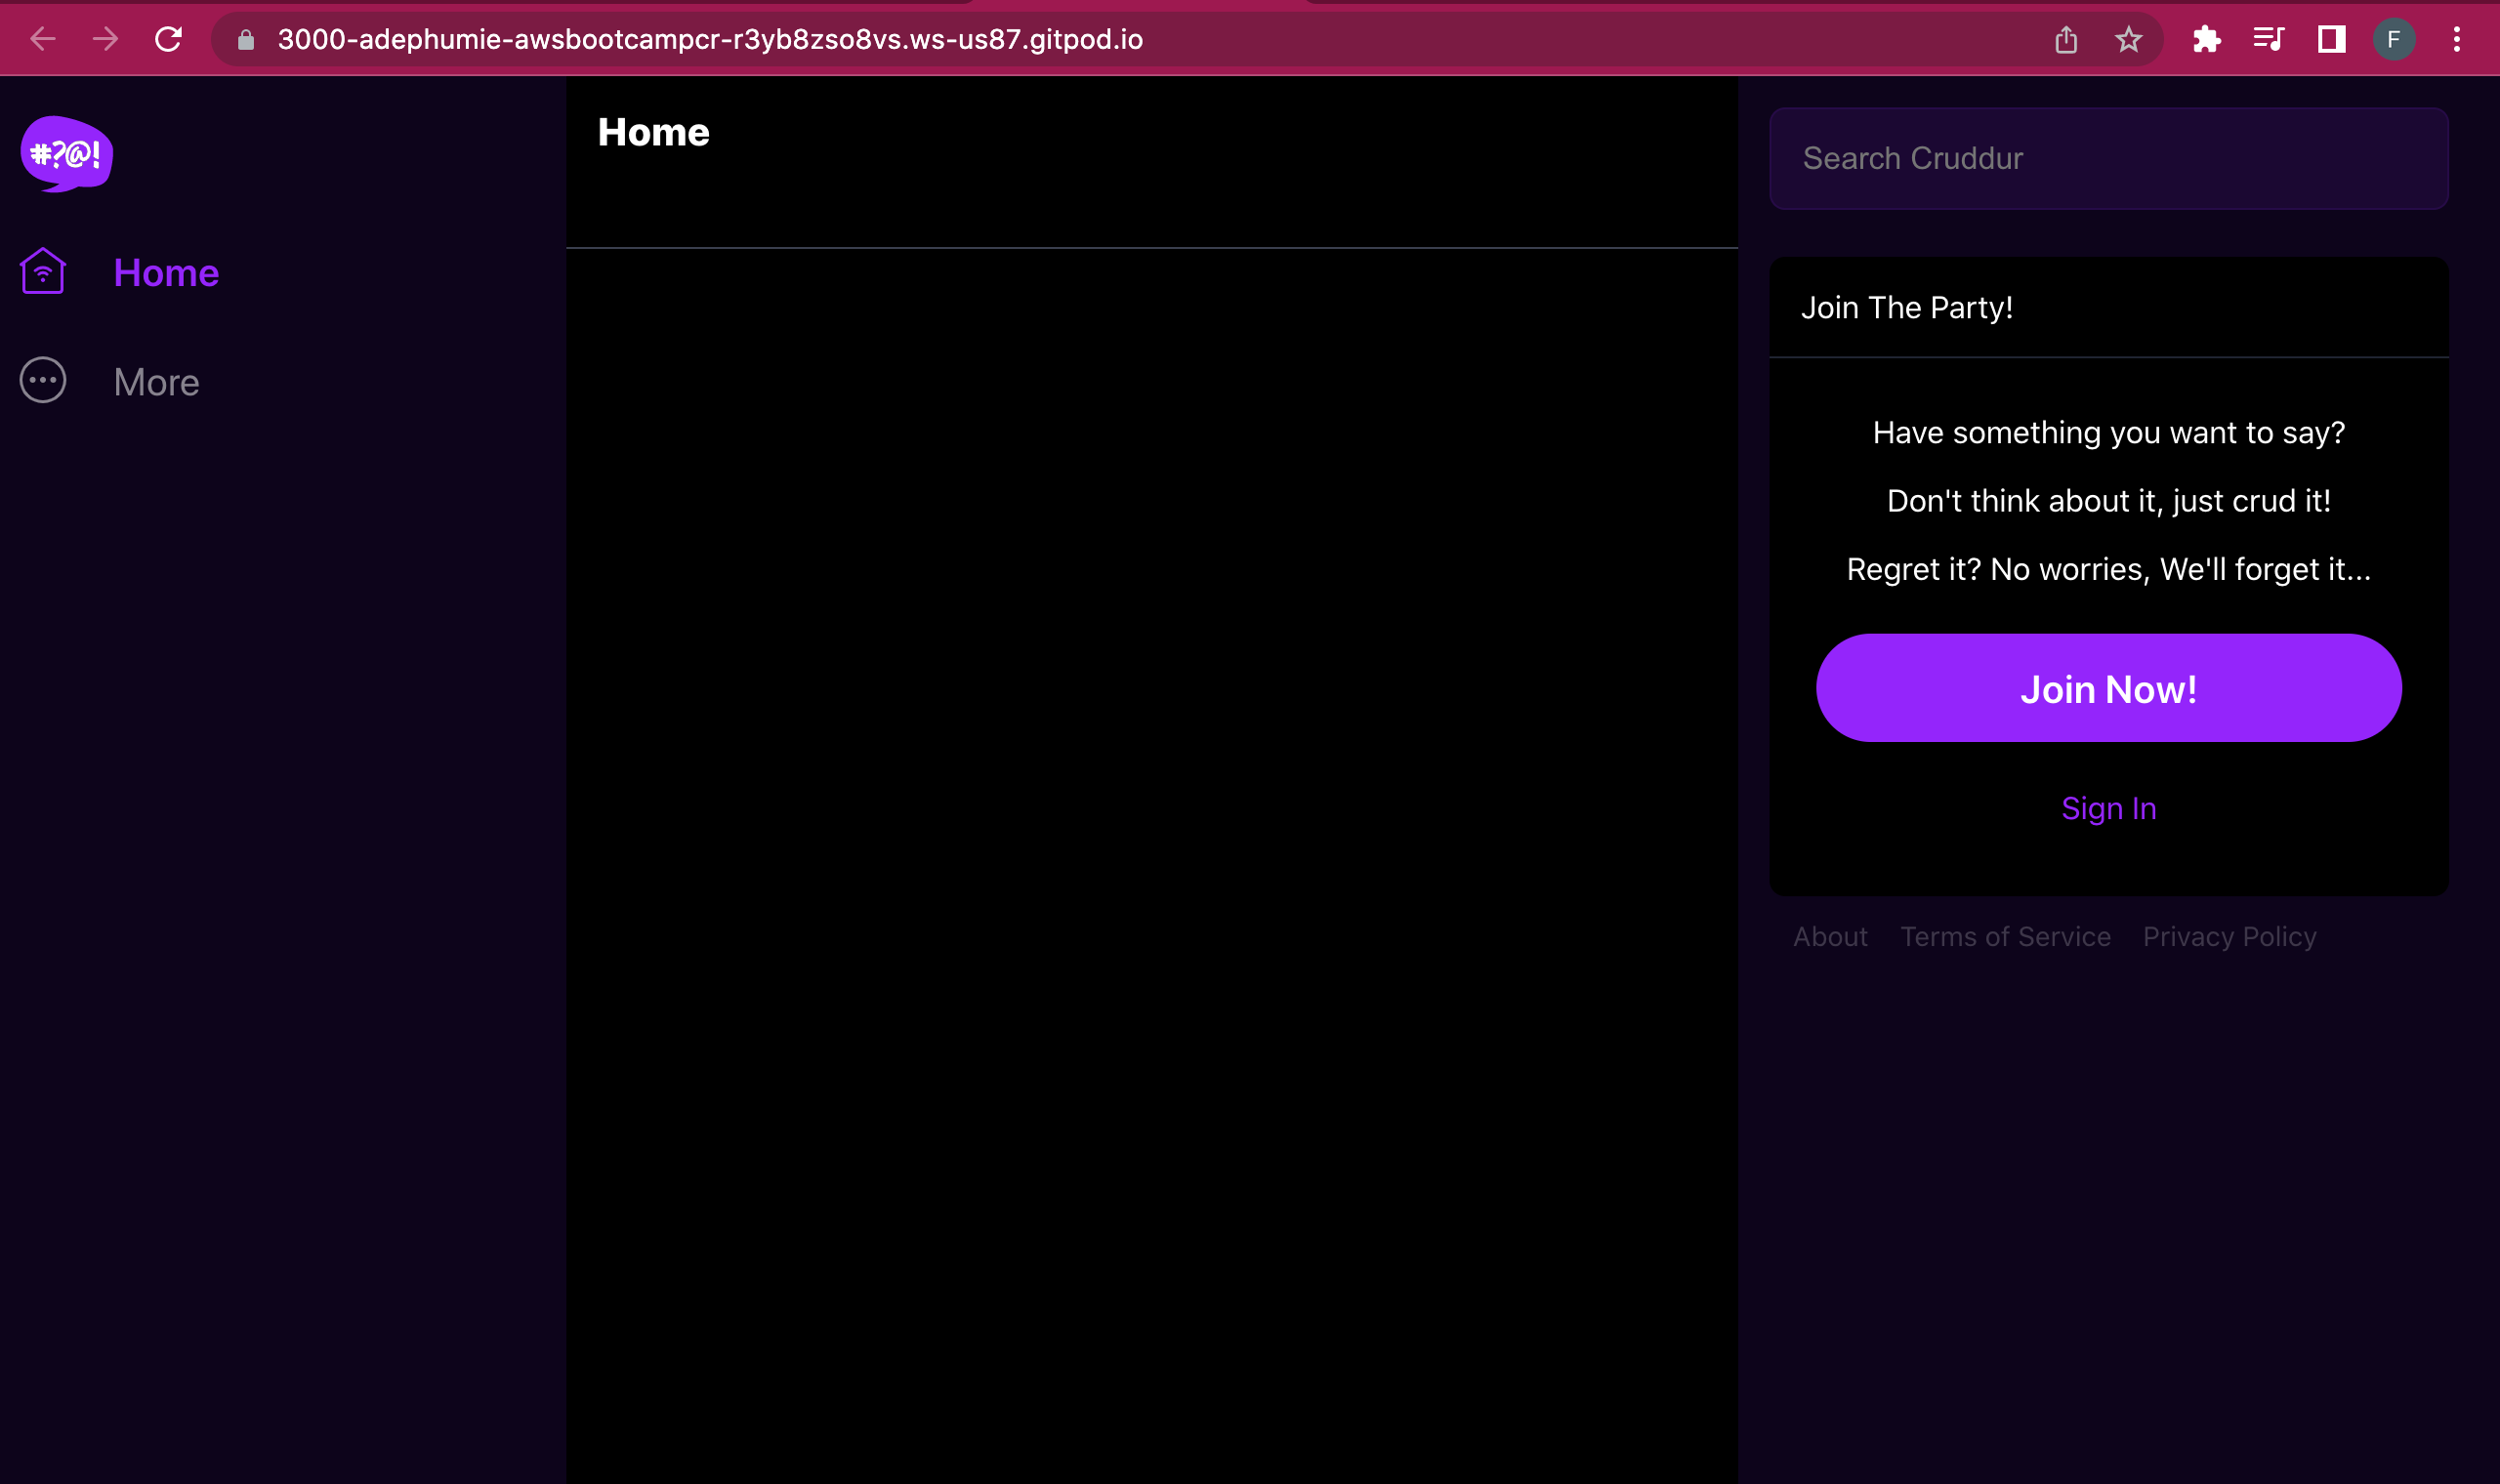 3000-adephumie-awsbootcampcr-r3yb8zso8vs.ws-us87.gitpod.io
F
#?@!
Home
More
Home
Search Cruddur
Join The Party!
Have something you want to say?
Don't think about it, just crud it!
Regret it? No worries, We'll forget it...
Join Now!
Sign In
About Terms of Service Privacy Policy